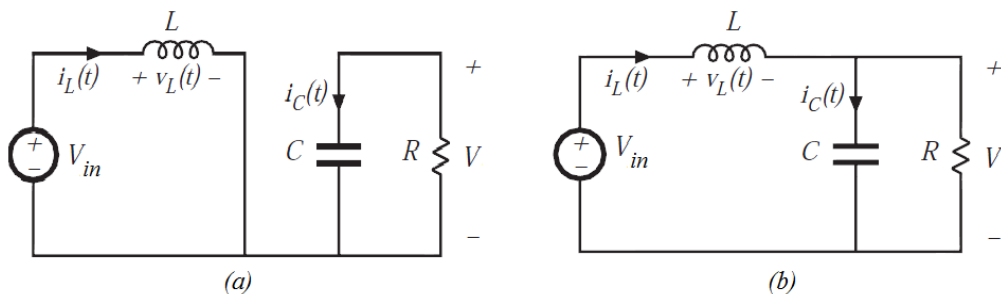 L
i_L(t)
+ v_L(t) −
+
−
V_in
i_C(t)
C
R
+
V
−
(a)
L
i_L(t)
+ v_L(t) −
+
−
V_in
i_C(t)
C
R
+
V
−
(b)